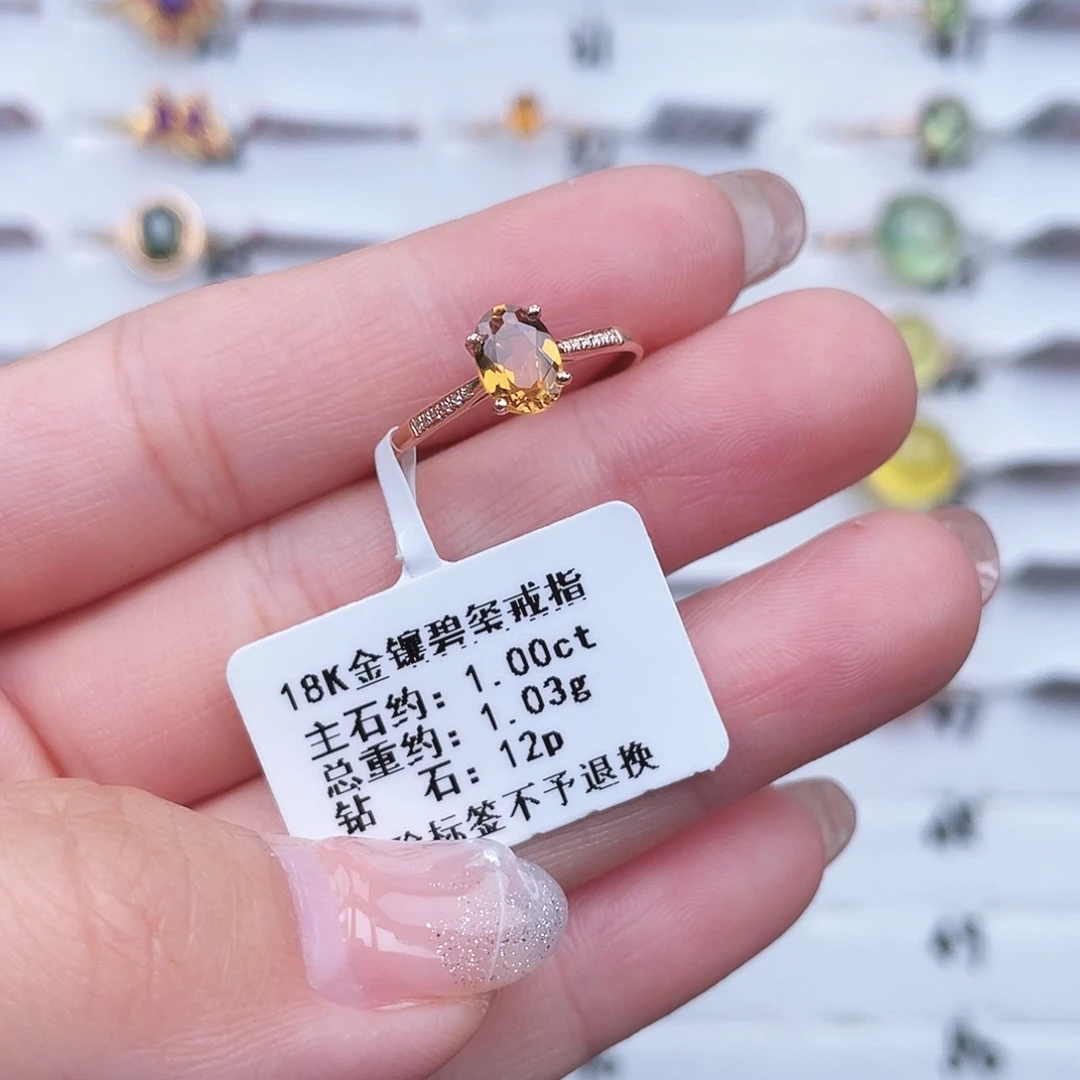 18K金镶碧玺戒指
主石约: 1.00ct
总重约: 1.03g
钻 石: 12p
标签不予退换